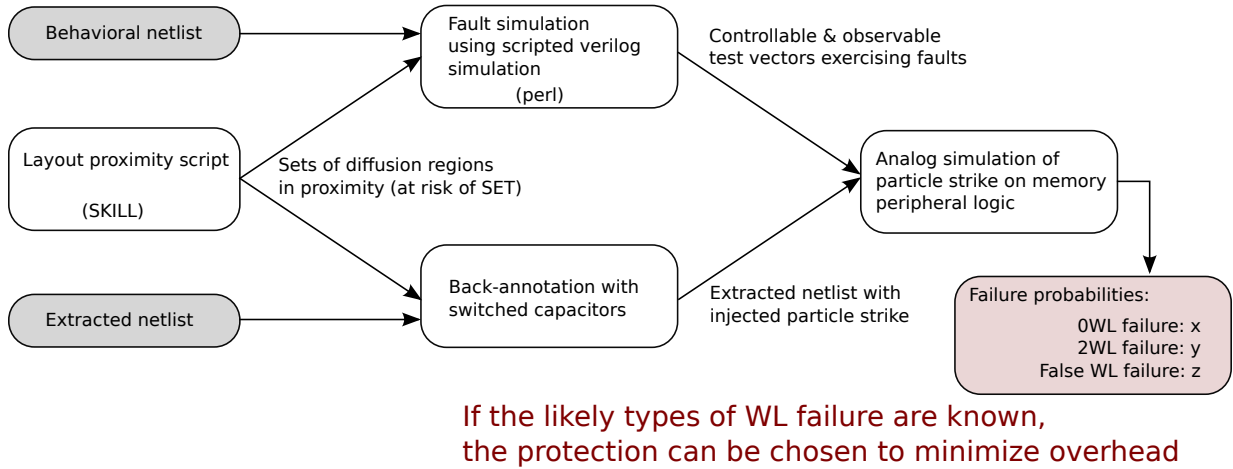 Behavioral netlist
Fault simulation
using scripted verilog
simulation
(perl)
Controllable & observable
test vectors exercising faults
Layout proximity script
(SKILL)
Sets of diffusion regions
in proximity (at risk of SET)
Analog simulation of
particle strike on memory
peripheral logic
Extracted netlist
Back-annotation with
switched capacitors
Extracted netlist with
injected particle strike
Failure probabilities:
0WL failure: x
2WL failure: y
False WL failure: z
If the likely types of WL failure are known,
the protection can be chosen to minimize overhead